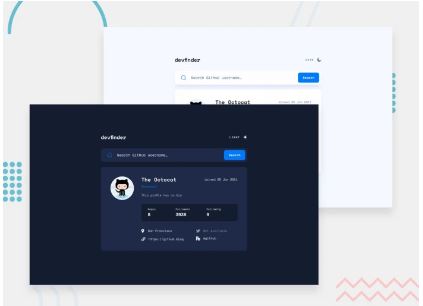 devfinder
DARK
Search GitHub username…
Search
The Octocat
Joined 25 Jan 2011
devfinder
LIGHT
Search GitHub username…
Search
The Octocat
Joined 25 Jan 2011
This profile has no bio
Repos
Followers
Following
8
3938
9
San Francisco
Not Available
https://github.blog
@github